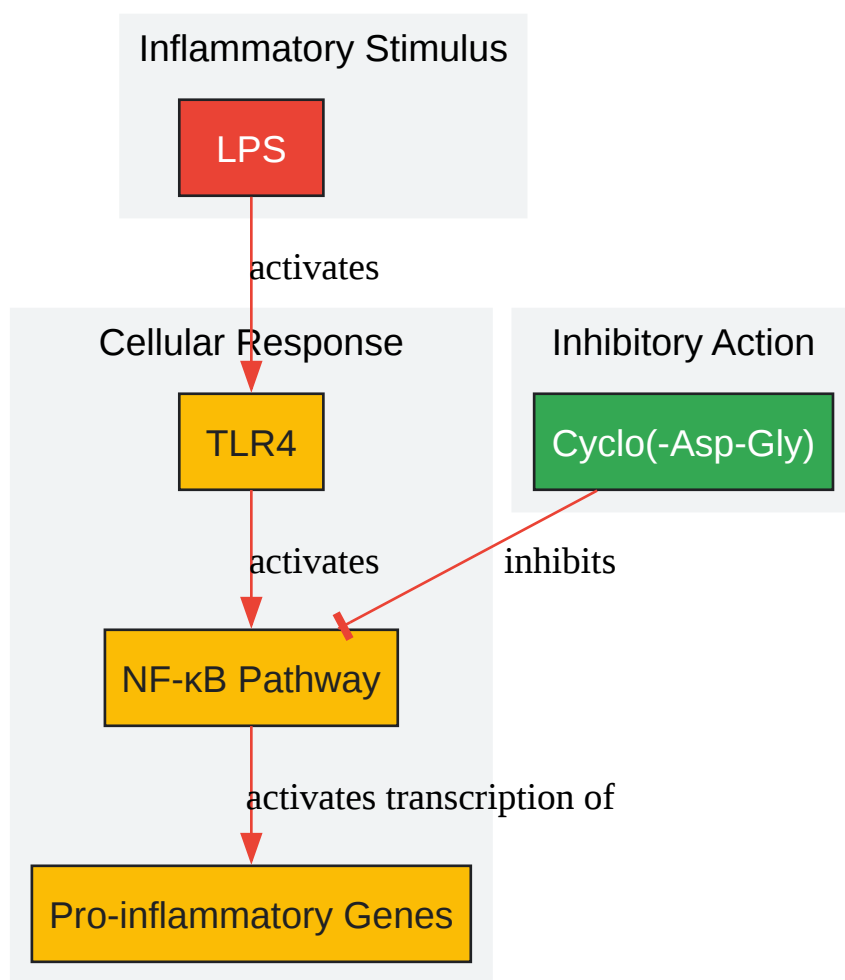 Inflammatory Stimulus
LPS
activates
Cellular Response
Inhibitory Action
TLR4
Cyclo(-Asp-Gly)
activates
inhibits
NF-κB Pathway
activates transcription of
Pro-inflammatory Genes